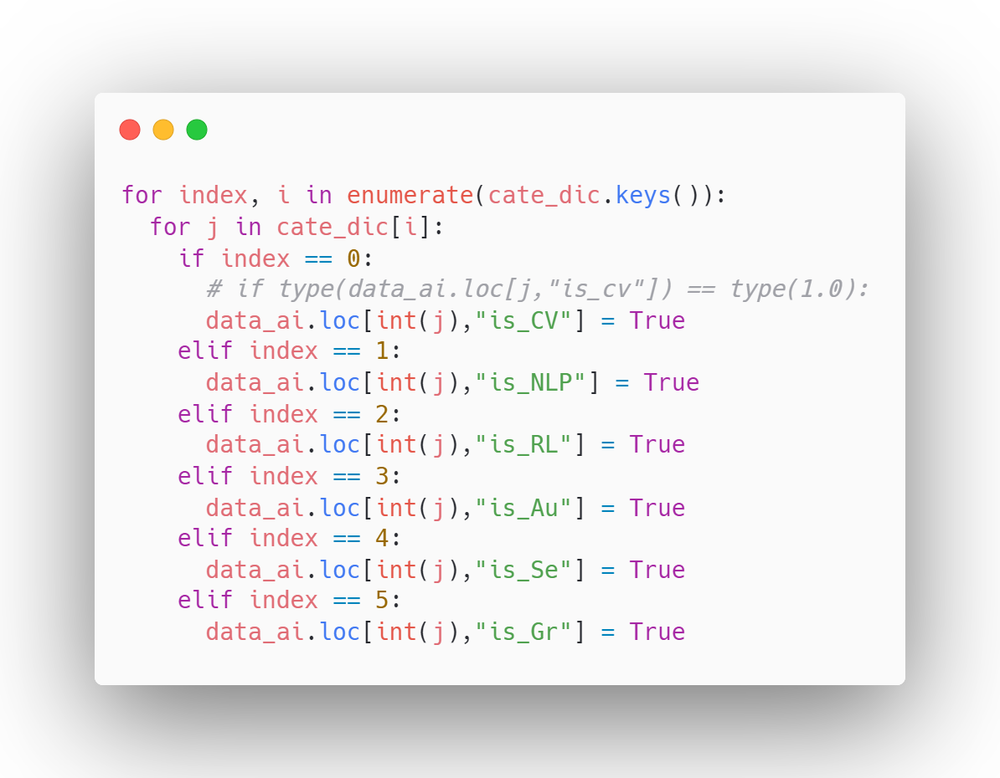 for index, i in enumerate(cate_dic.keys()):
  for j in cate_dic[i]:
    if index == 0:
      # if type(data_ai.loc[j,"is_cv"]) == type(1.0):
      data_ai.loc[int(j),"is_CV"] = True
    elif index == 1:
      data_ai.loc[int(j),"is_NLP"] = True
    elif index == 2:
      data_ai.loc[int(j),"is_RL"] = True
    elif index == 3:
      data_ai.loc[int(j),"is_Au"] = True
    elif index == 4:
      data_ai.loc[int(j),"is_Se"] = True
    elif index == 5:
      data_ai.loc[int(j),"is_Gr"] = True